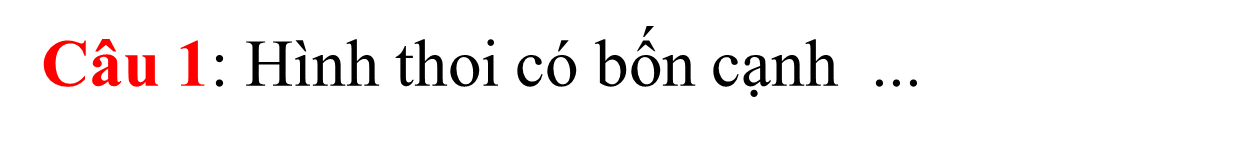 Câu 1: Hình thoi có bốn cạnh ...